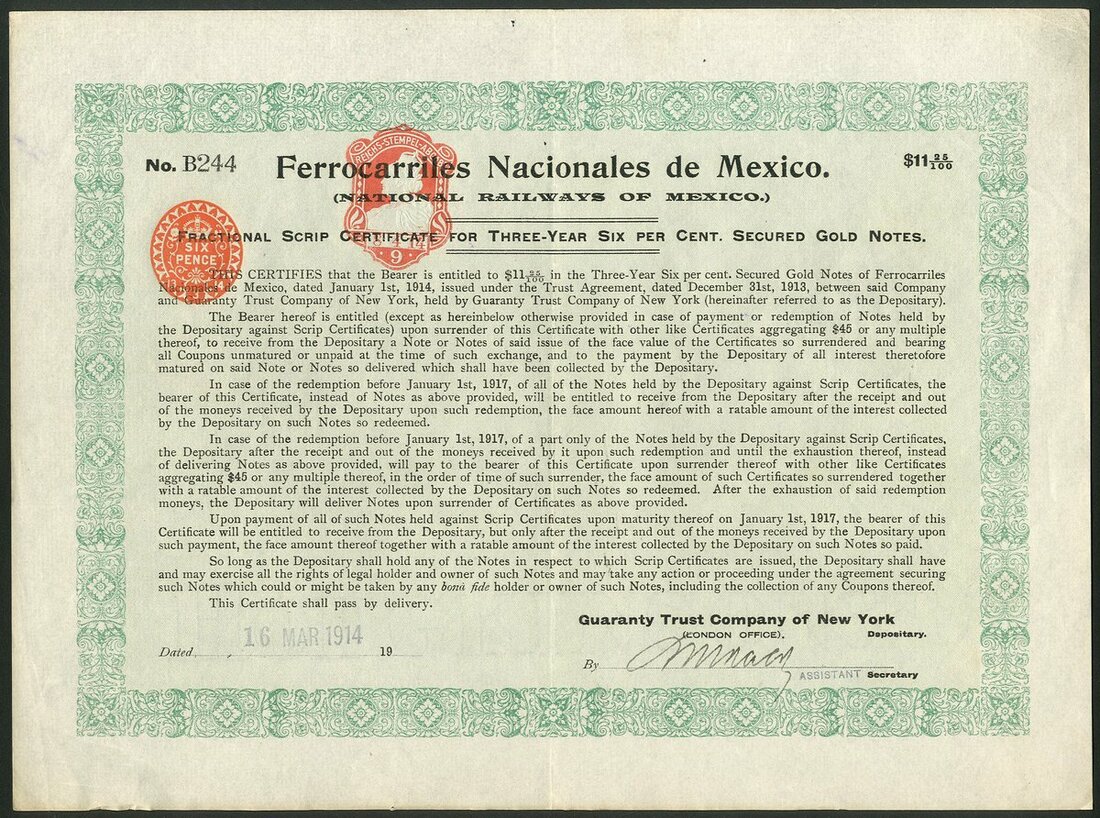 No. B244
Ferrocarriles Nacionales de Mexico.
$11 25/100
(NATIONAL RAILWAYS OF MEXICO.)
REICHS-STEMPEL-ABG
9
SIX
PENCE
FRACTIONAL SCRIP CERTIFICATE FOR THREE-YEAR SIX PER CENT. SECURED GOLD NOTES.
THIS CERTIFIES that the Bearer is entitled to $11 25/100 in the Three-Year Six per cent. Secured Gold Notes of Ferrocarriles
Nacionales de Mexico, dated January 1st, 1914, issued under the Trust Agreement, dated December 31st, 1913, between said Company
and Guaranty Trust Company of New York, held by Guaranty Trust Company of New York (hereinafter referred to as the Depositary).
The Bearer hereof is entitled (except as hereinbelow otherwise provided in case of payment or redemption of Notes held by
the Depositary against Scrip Certificates) upon surrender of this Certificate with other like Certificates aggregating $45 or any multiple
thereof, to receive from the Depositary a Note or Notes of said issue of the face value of the Certificates so surrendered and bearing
all Coupons unmatured or unpaid at the time of such exchange, and to the payment by the Depositary of all interest theretofore
matured on said Note or Notes so delivered which shall have been collected by the Depositary.
In case of the redemption before January 1st, 1917, of all of the Notes held by the Depositary against Scrip Certificates, the
bearer of this Certificate, instead of Notes as above provided, will be entitled to receive from the Depositary after the receipt and out
of the moneys received by the Depositary upon such redemption, the face amount hereof with a ratable amount of the interest collected
by the Depositary on such Notes so redeemed.
In case of the redemption before January 1st, 1917, of a part only of the Notes held by the Depositary against Scrip Certificates,
the Depositary after the receipt and out of the moneys received by it upon such redemption and until the exhaustion thereof, instead
of delivering Notes as above provided, will pay to the bearer of this Certificate upon surrender thereof with other like Certificates
aggregating $45 or any multiple thereof, in the order of time of such surrender, the face amount of such Certificates so surrendered together
with a ratable amount of the interest collected by the Depositary on such Notes so redeemed. After the exhaustion of said redemption
moneys, the Depositary will deliver Notes upon surrender of Certificates as above provided.
Upon payment of all of such Notes held against Scrip Certificates upon maturity thereof on January 1st, 1917, the bearer of this
Certificate will be entitled to receive from the Depositary, but only after the receipt and out of the moneys received by the Depositary upon
such payment, the face amount thereof together with a ratable amount of the interest collected by the Depositary on such Notes so paid.
So long as the Depositary shall hold any of the Notes in respect to which Scrip Certificates are issued, the Depositary shall have
and may exercise all the rights of legal holder and owner of such Notes and may take any action or proceeding under the agreement securing
such Notes which could or might be taken by any bonâ fide holder or owner of such Notes, including the collection of any Coupons thereof.
This Certificate shall pass by delivery.
Guaranty Trust Company of New York
(LONDON OFFICE). Depositary.
16 MAR 1914
Dated 19
By
ASSISTANT Secretary